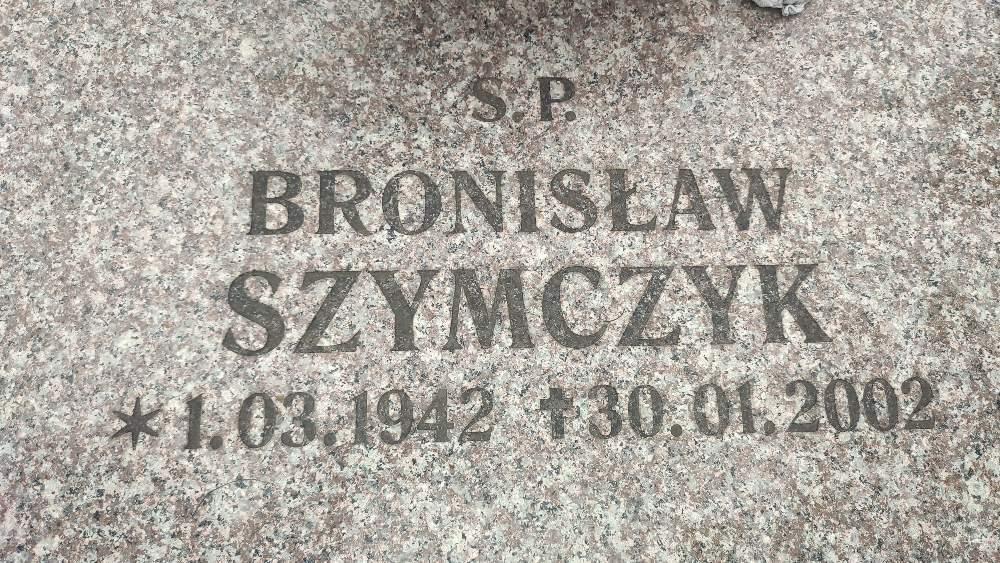 Ś.P.
BRONISŁAW
SZYMCZYK
* 1.03.1942 ✝30.01.2002